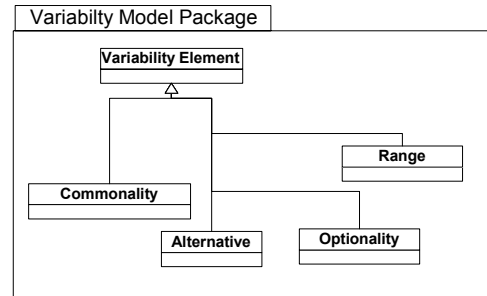 Variabilty Model Package
Variability Element
Range
Commonality
Alternative
Optionality